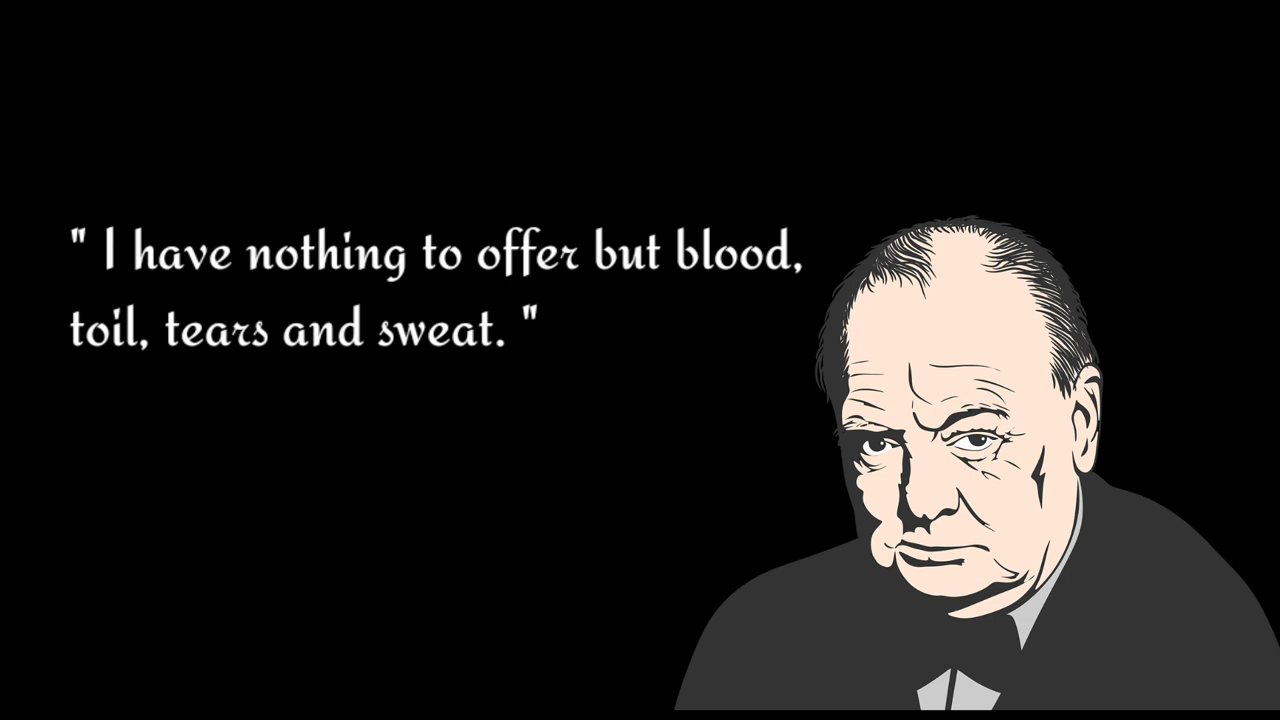 " I have nothing to offer but blood,
toil, tears and sweat. "